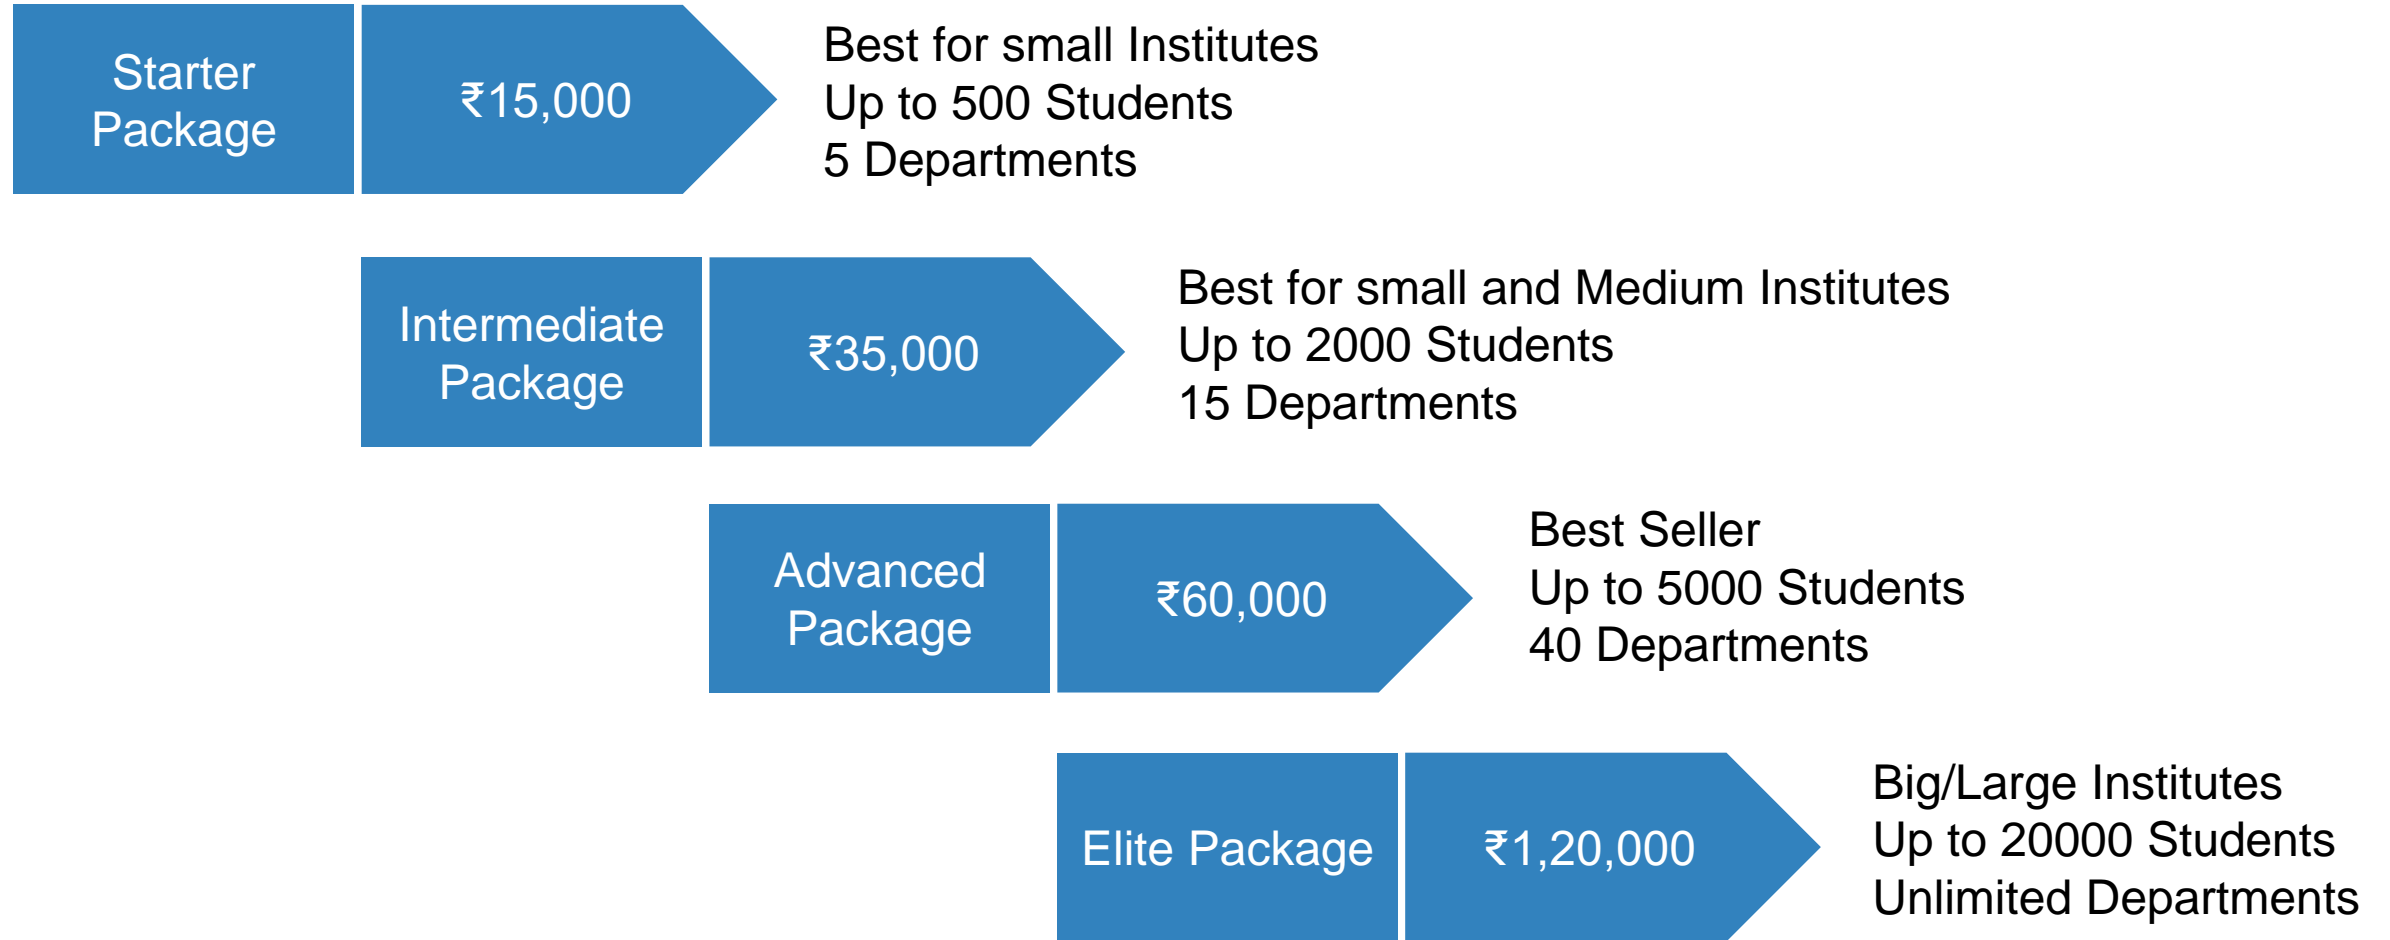 Starter
Package
₹15,000
Best for small Institutes
Up to 500 Students
5 Departments
Intermediate
Package
₹35,000
Best for small and Medium Institutes
Up to 2000 Students
15 Departments
Advanced
Package
₹60,000
Best Seller
Up to 5000 Students
40 Departments
Elite Package
₹1,20,000
Big/Large Institutes
Up to 20000 Students
Unlimited Departments